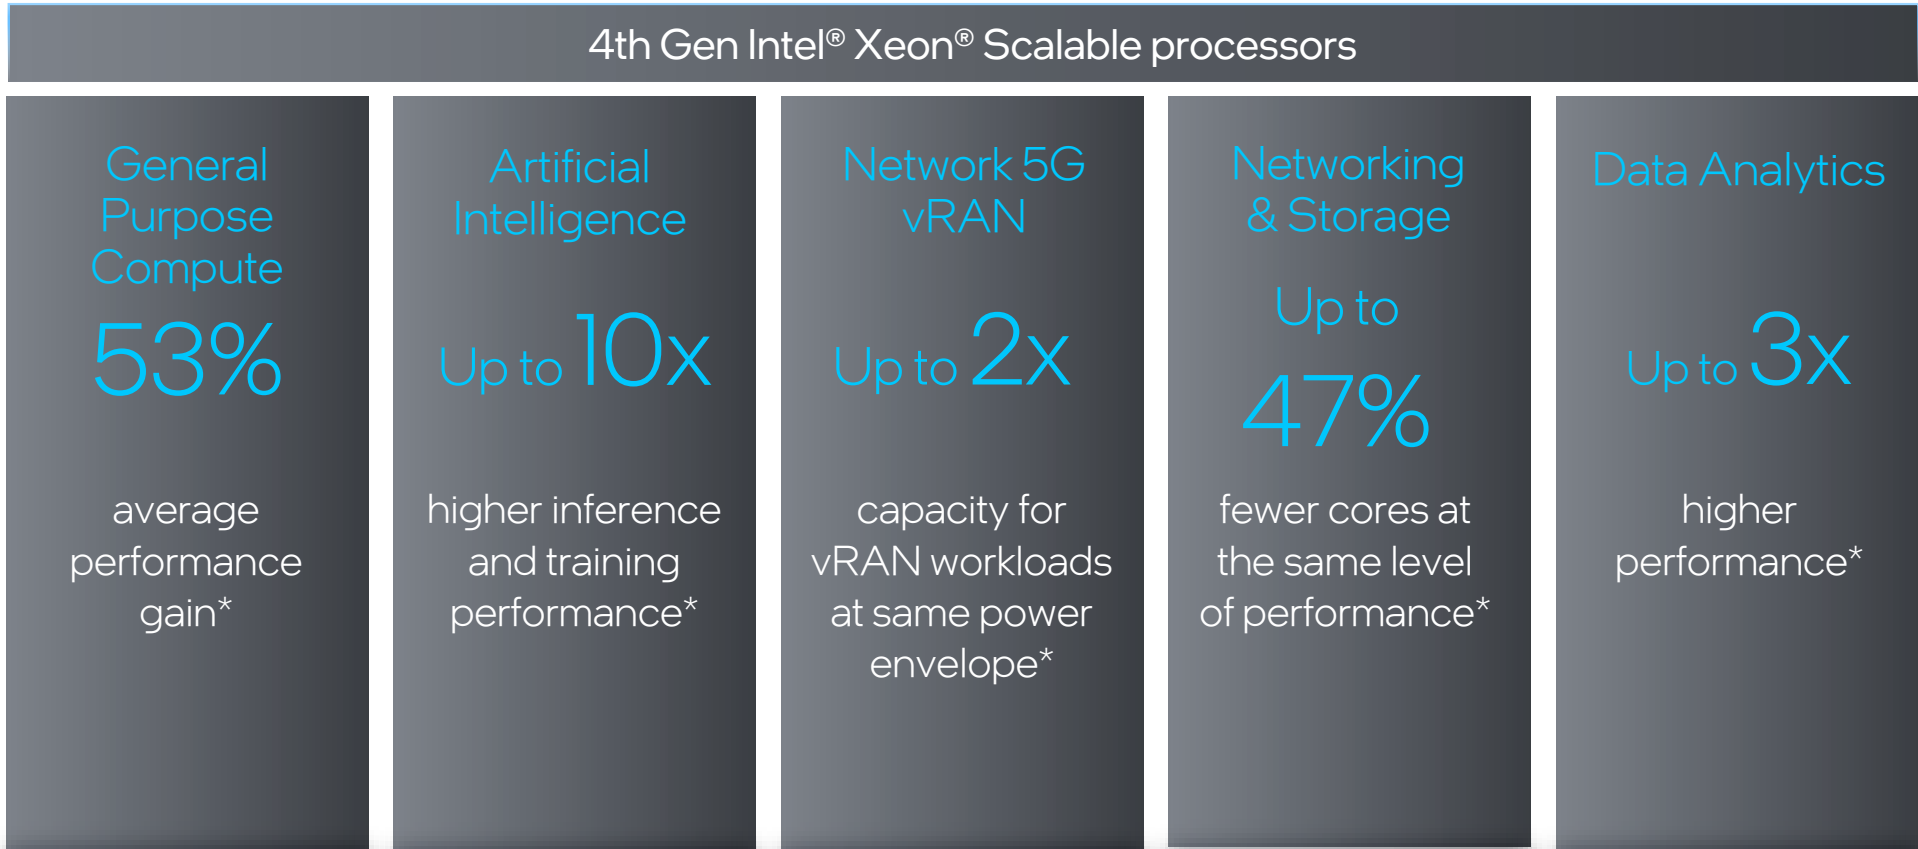 4th Gen Intel® Xeon® Scalable processors
General
Purpose
Compute
53%
average
performance
gain*
Artificial
Intelligence
Up to 10x
higher inference
and training
performance*
Network 5G
vRAN
Up to 2x
capacity for
vRAN workloads
at same power
envelope*
Networking
& Storage
Up to
47%
fewer cores at
the same level
of performance*
Data Analytics
Up to 3x
higher
performance*